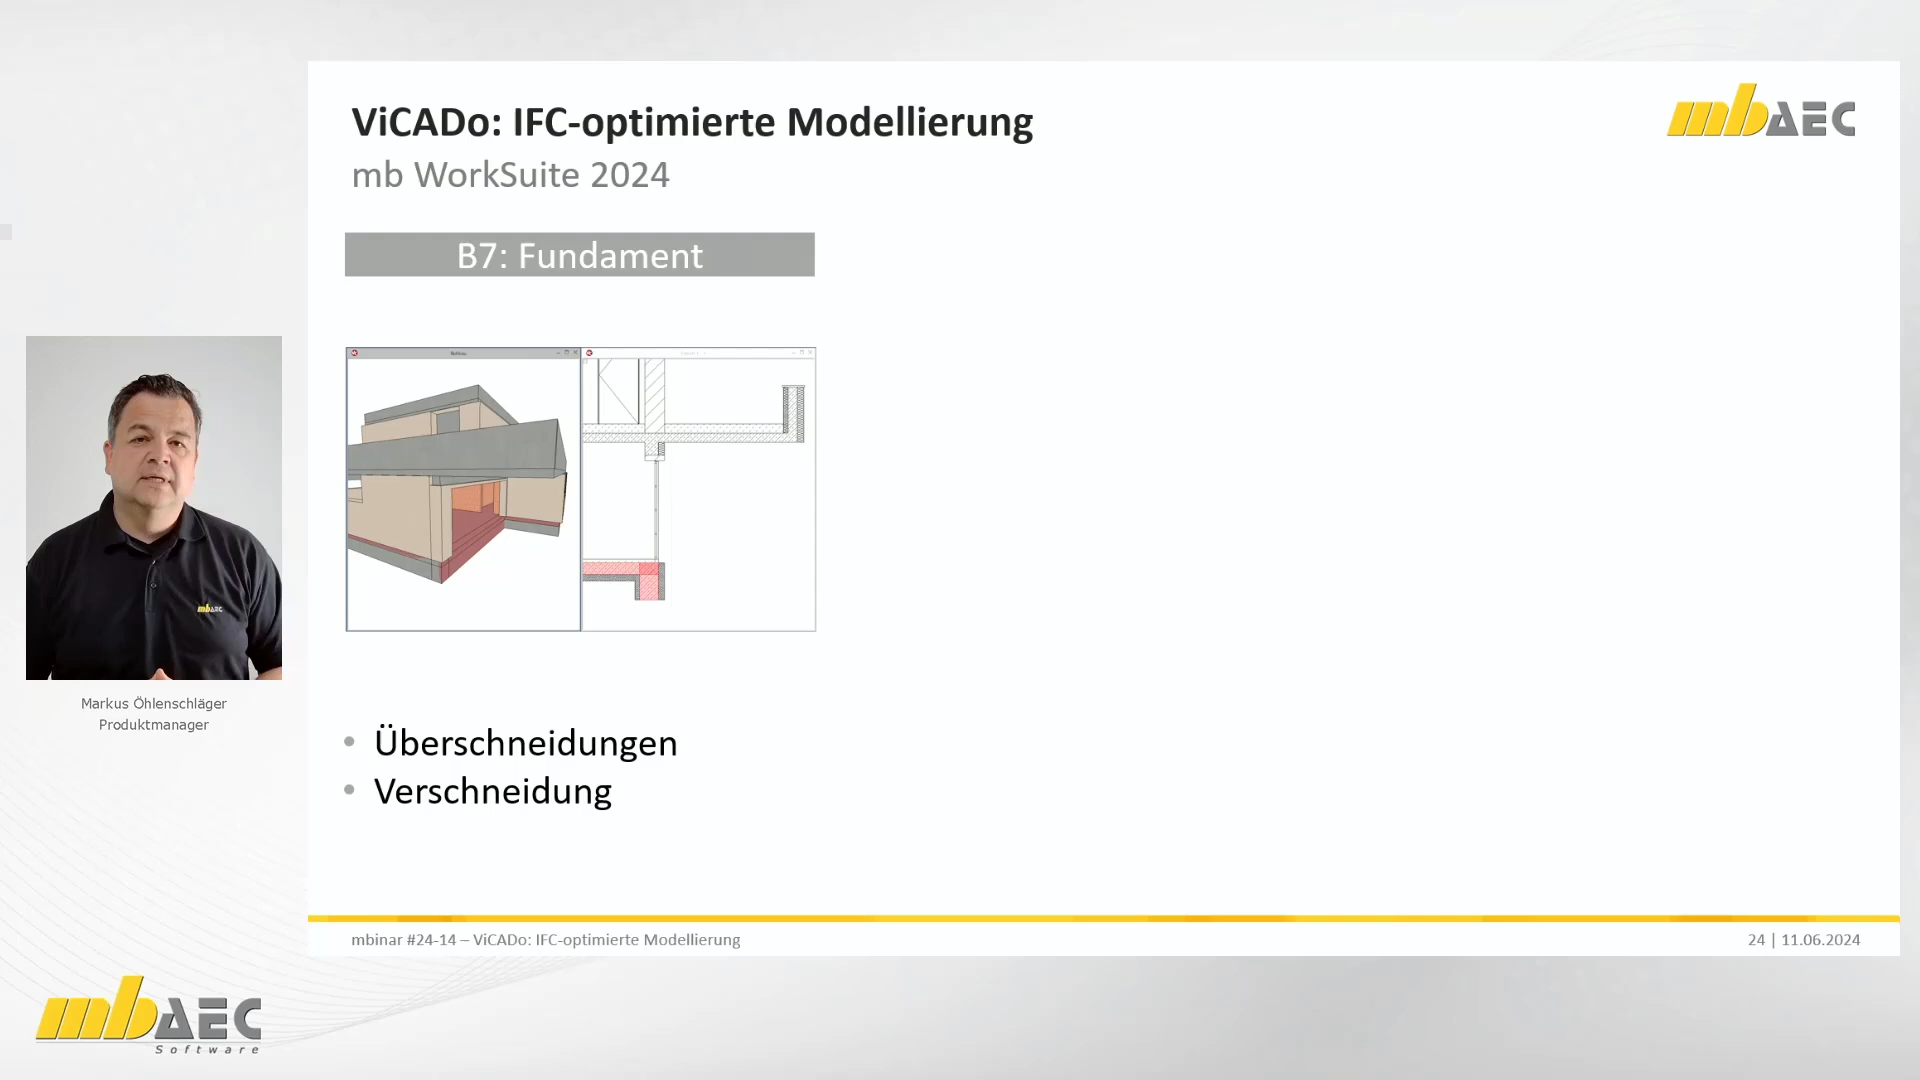 ViCADo: IFC-optimierte Modellierung
mb WorkSuite 2024
mbAEC
B7: Fundament
mbAEC
Markus Öhlenschläger
Produktmanager
• Überschneidungen
• Verschneidung
mbinar #24-14 – ViCADo: IFC-optimierte Modellierung
24 | 11.06.2024
mbAEC
Software